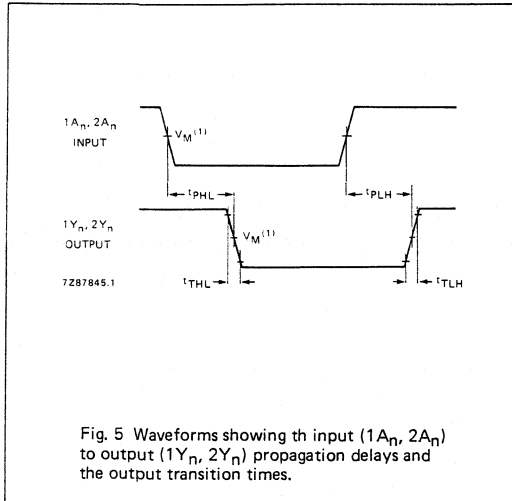 1An, 2An
INPUT
VM(1)
tPHL
tPLH
1Yn, 2Yn
OUTPUT
VM(1)
7Z87845.1
tTHL
tTLH
Fig. 5 Waveforms showing th input (1An, 2An)
to output (1Yn, 2Yn) propagation delays and
the output transition times.